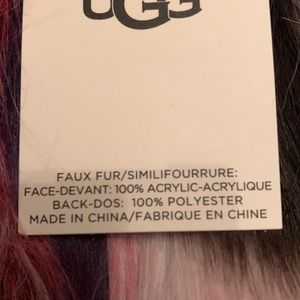 UGG
FAUX FUR/SIMILIFOURRURE:
FACE-DEVANT: 100% ACRYLIC-ACRYLIQUE
BACK-DOS: 100% POLYESTER
MADE IN CHINA/FABRIQUE EN CHINE